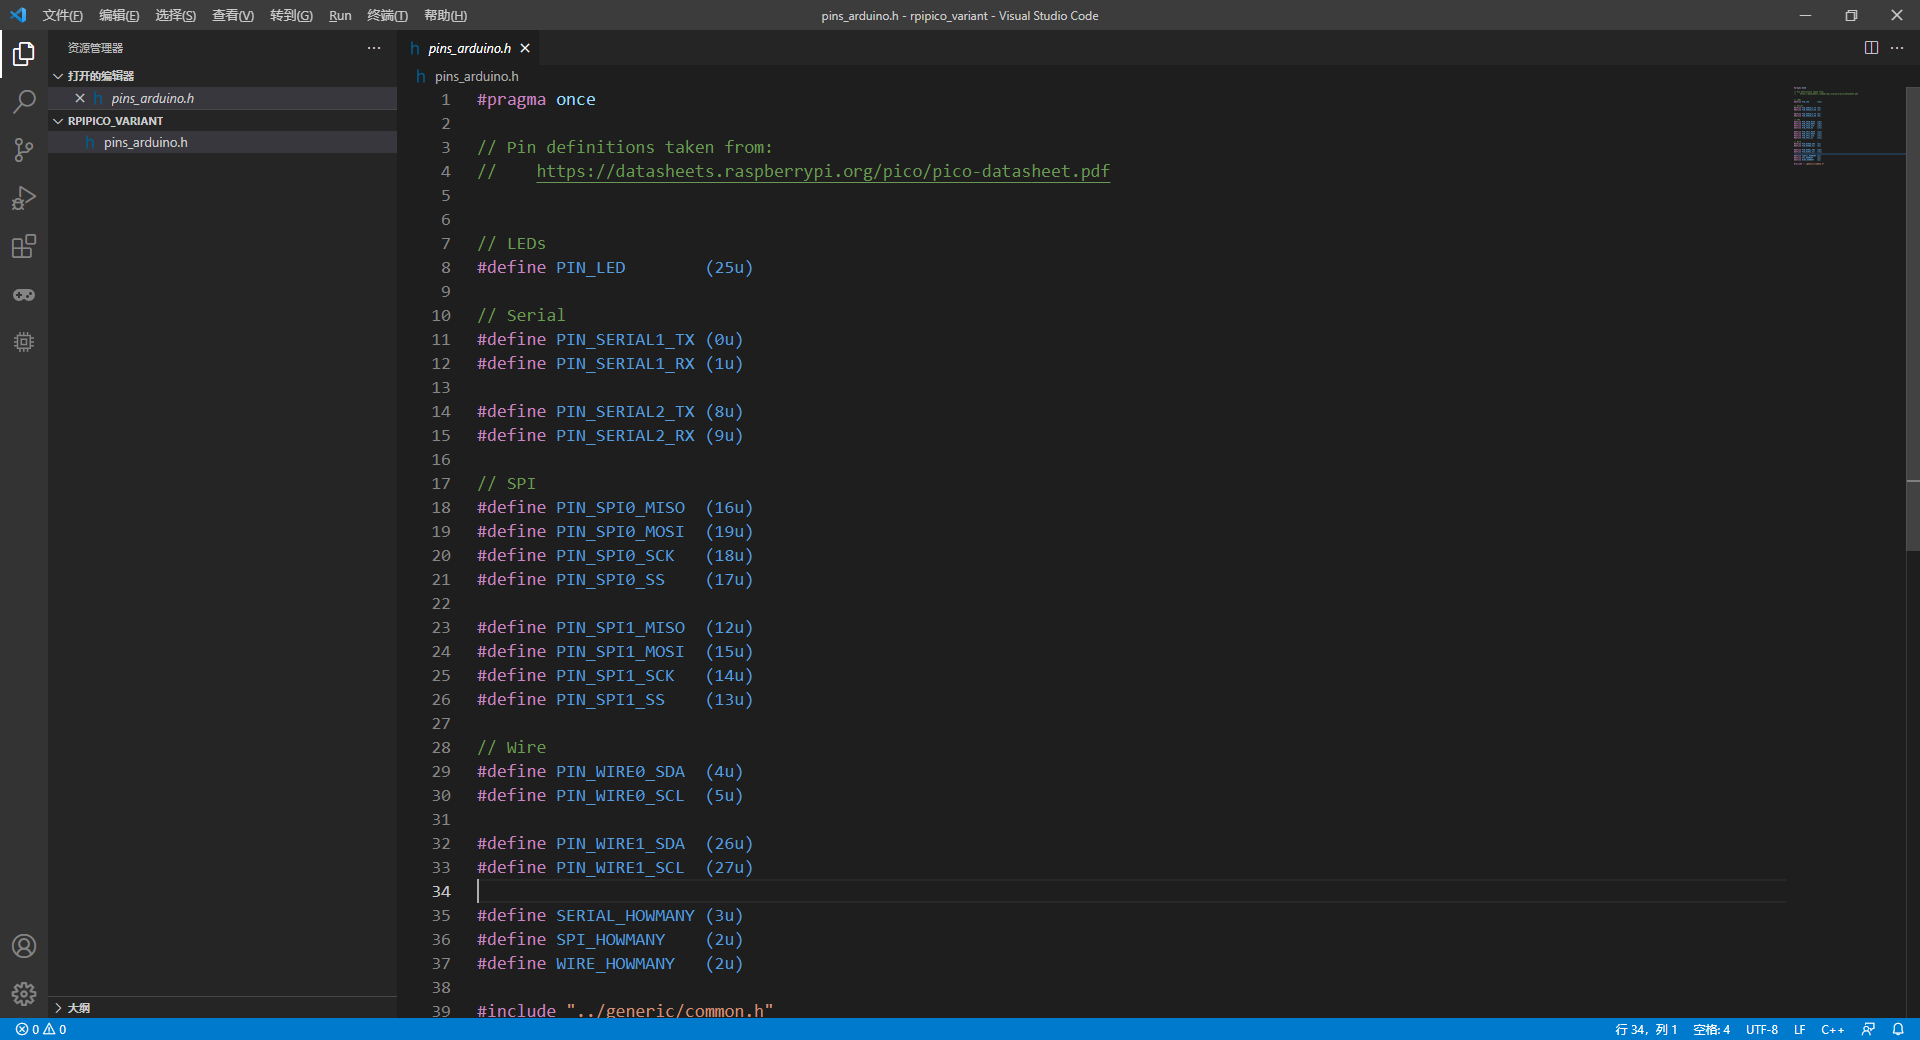 文件(F) 编辑(E) 选择(S) 查看(V) 转到(G) Run 终端(T) 帮助(H) pins_arduino.h - rpipico_variant - Visual Studio Code
资源管理器
打开的编辑器
pins_arduino.h
RPIPICO_VARIANT
pins_arduino.h
大纲
pins_arduino.h
pins_arduino.h
1 #pragma once
2
3 // Pin definitions taken from:
4 //    https://datasheets.raspberrypi.org/pico/pico-datasheet.pdf
5
6
7 // LEDs
8 #define PIN_LED        (25u)
9
10 // Serial
11 #define PIN_SERIAL1_TX (0u)
12 #define PIN_SERIAL1_RX (1u)
13
14 #define PIN_SERIAL2_TX (8u)
15 #define PIN_SERIAL2_RX (9u)
16
17 // SPI
18 #define PIN_SPI0_MISO  (16u)
19 #define PIN_SPI0_MOSI  (19u)
20 #define PIN_SPI0_SCK   (18u)
21 #define PIN_SPI0_SS    (17u)
22
23 #define PIN_SPI1_MISO  (12u)
24 #define PIN_SPI1_MOSI  (15u)
25 #define PIN_SPI1_SCK   (14u)
26 #define PIN_SPI1_SS    (13u)
27
28 // Wire
29 #define PIN_WIRE0_SDA  (4u)
30 #define PIN_WIRE0_SCL  (5u)
31
32 #define PIN_WIRE1_SDA  (26u)
33 #define PIN_WIRE1_SCL  (27u)
34
35 #define SERIAL_HOWMANY (3u)
36 #define SPI_HOWMANY    (2u)
37 #define WIRE_HOWMANY   (2u)
38
39 #include "../generic/common.h"
0 0 行 34，列 1 空格: 4 UTF-8 LF C++